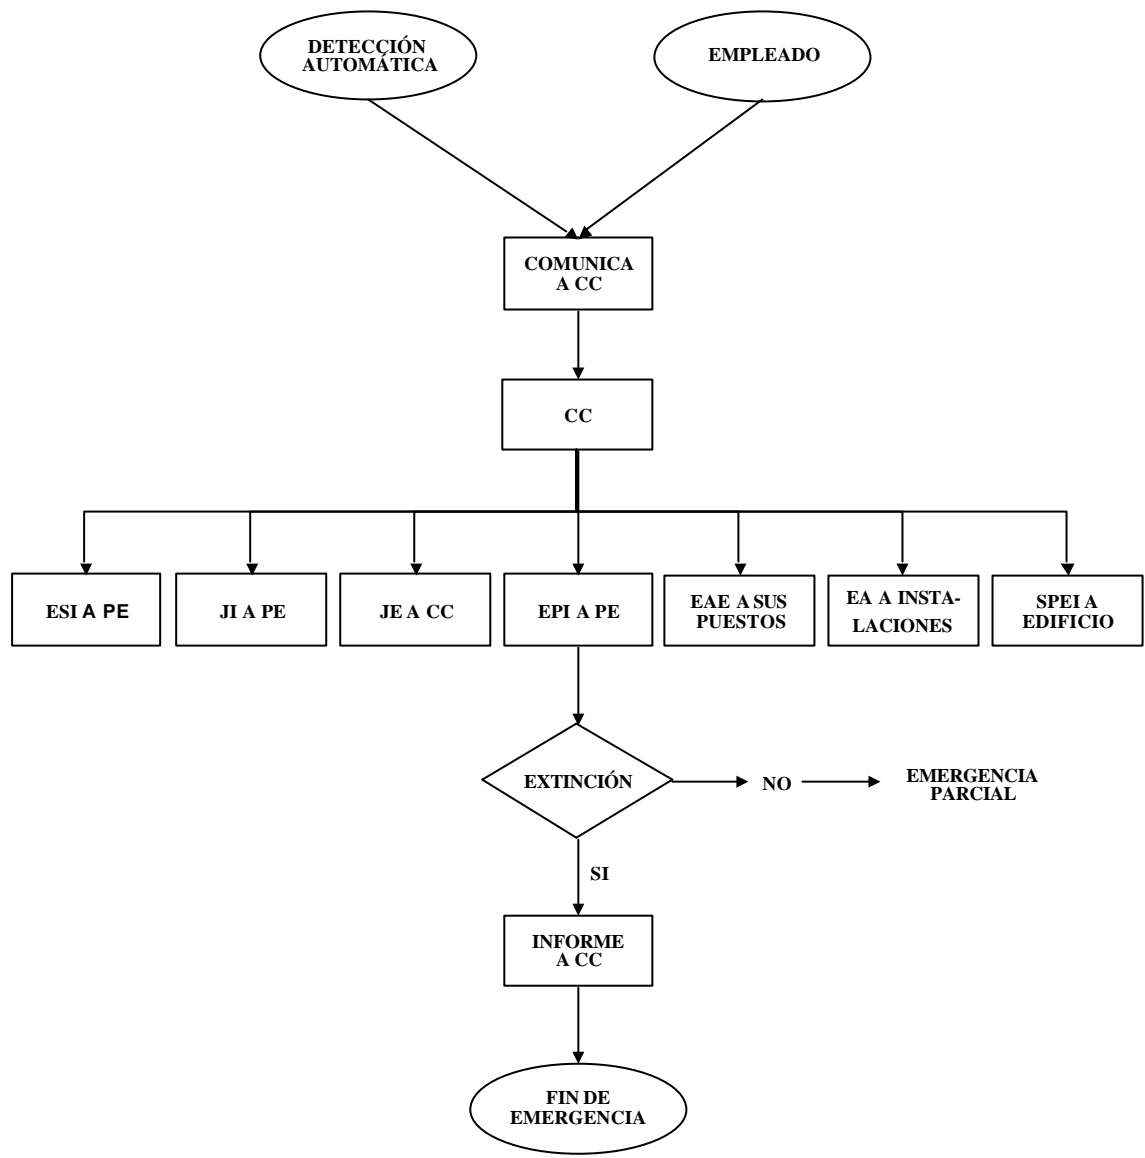 DETECCIÓN
AUTOMÁTICA
EMPLEADO
COMUNICA
A CC
CC
ESI A PE
JI A PE
JE A CC
EPI A PE
EAE A SUS
PUESTOS
EA A INSTA-
LACIONES
SPEI A
EDIFICIO
EXTINCIÓN
NO
EMERGENCIA
PARCIAL
SI
INFORME
A CC
FIN DE
EMERGENCIA